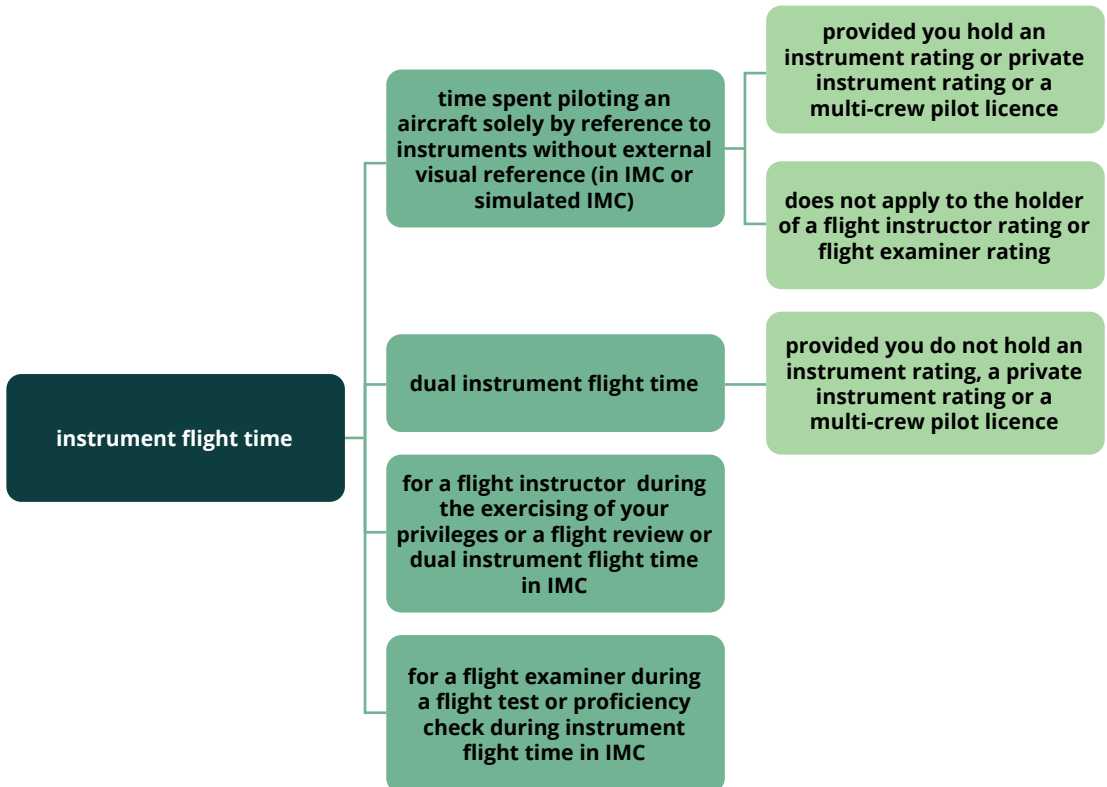 instrument flight time
time spent piloting an
aircraft solely by reference to
instruments without external
visual reference (in IMC or
simulated IMC)
provided you hold an
instrument rating or private
instrument rating or a
multi-crew pilot licence
does not apply to the holder
of a flight instructor rating or
flight examiner rating
dual instrument flight time
provided you do not hold an
instrument rating, a private
instrument rating or a
multi-crew pilot licence
for a flight instructor during
the exercising of your
privileges or a flight review or
dual instrument flight time
in IMC
for a flight examiner during
a flight test or proficiency
check during instrument
flight time in IMC